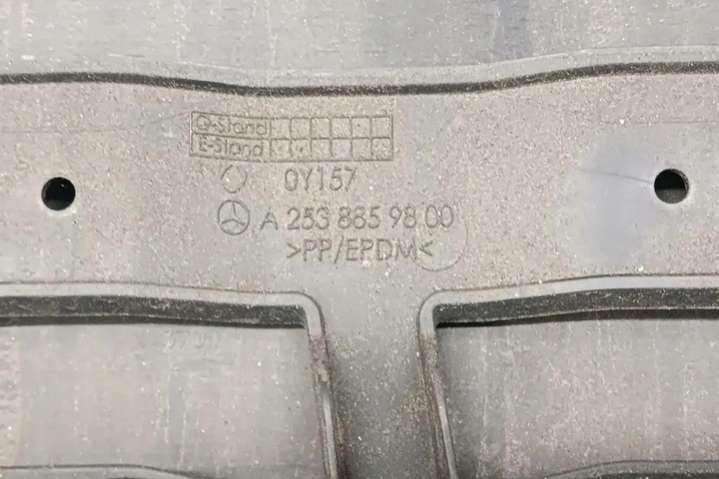 Q-Stand
E-Stand
0Y157
A 253 885 98 00
>PP/EPDM<